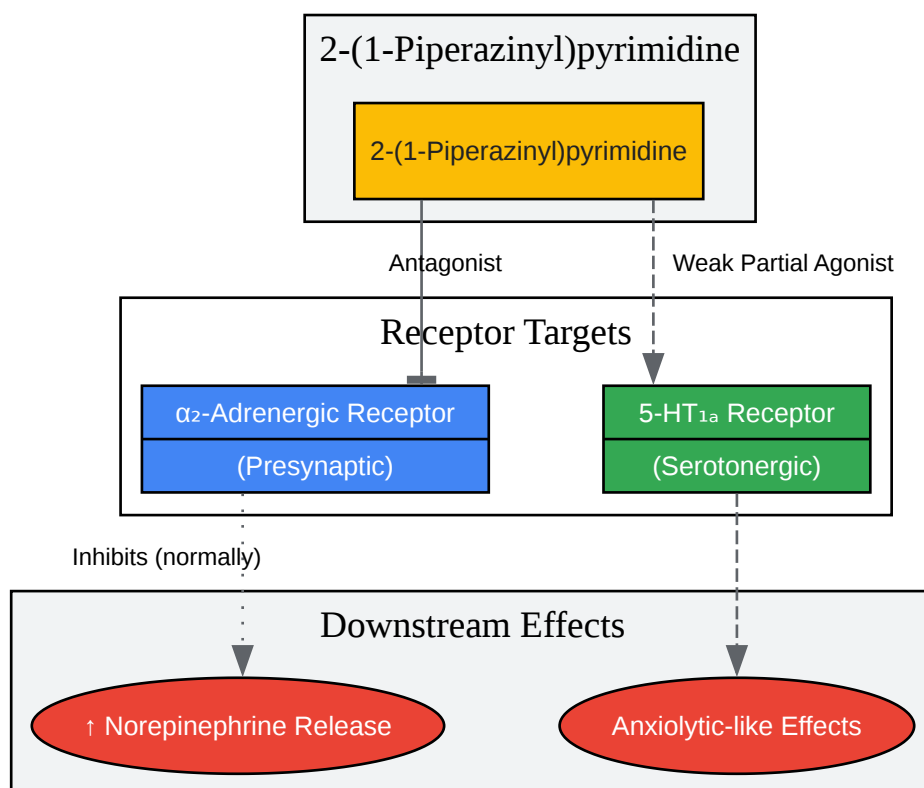 2-(1-Piperazinyl)pyrimidine
2-(1-Piperazinyl)pyrimidine
Antagonist
Weak Partial Agonist
Receptor Targets
α₂-Adrenergic Receptor
(Presynaptic)
5-HT₁ₐ Receptor
(Serotonergic)
Inhibits (normally)
Downstream Effects
↑ Norepinephrine Release
Anxiolytic-like Effects